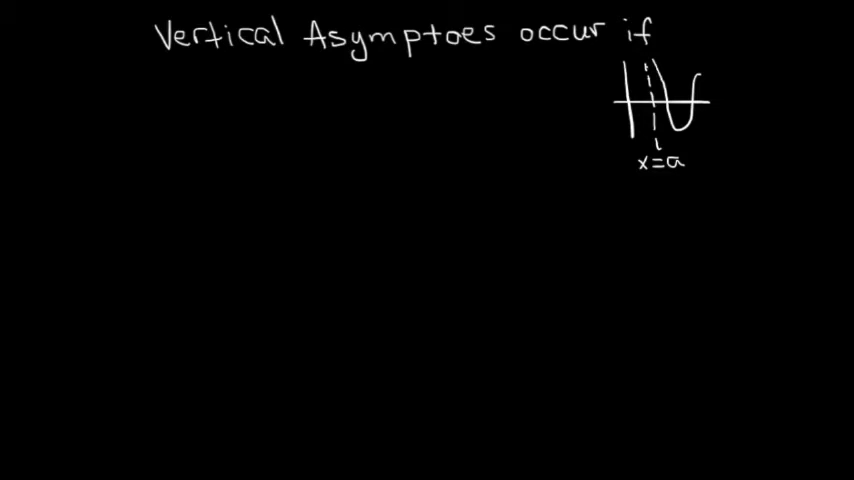 Vertical Asymptoes occur if
x=a